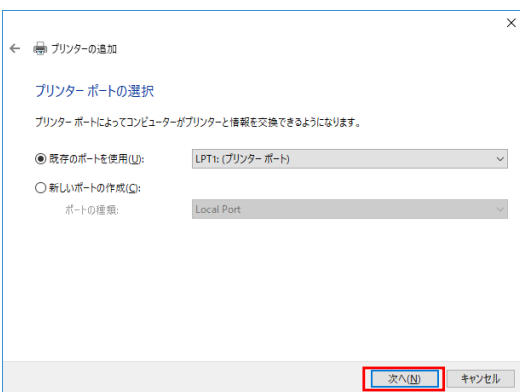 プリンターの追加
プリンター ポートの選択
プリンター ポートによってコンピューターがプリンターと情報を交換できるようになります。
既存のポートを使用(U): LPT1: (プリンター ポート)
新しいポートの作成(C):
ポートの種類: Local Port
次へ(N) キャンセル